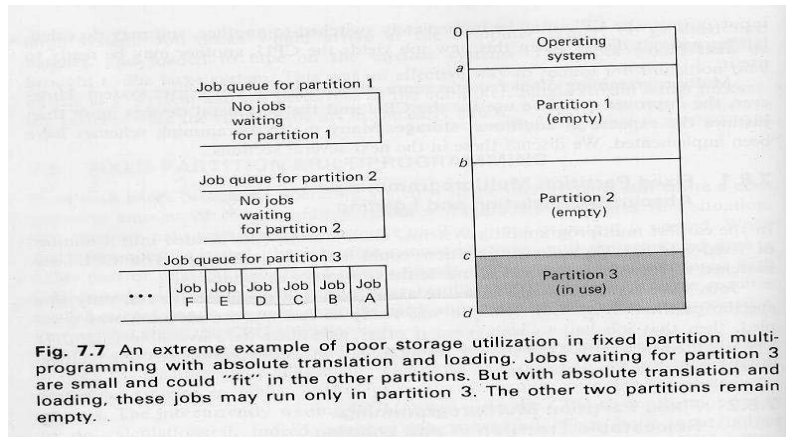 Job queue for partition 1
No jobs
waiting
for partition 1
Job queue for partition 2
No jobs
waiting
for partition 2
Job queue for partition 3
• • •
Job F
Job E
Job D
Job C
Job B
Job A
0
Operating
system
a
Partition 1
(empty)
b
Partition 2
(empty)
c
Partition 3
(in use)
d
Fig. 7.7 An extreme example of poor storage utilization in fixed partition multi-
programming with absolute translation and loading. Jobs waiting for partition 3
are small and could "fit" in the other partitions. But with absolute translation and
loading, these jobs may run only in partition 3. The other two partitions remain
empty.